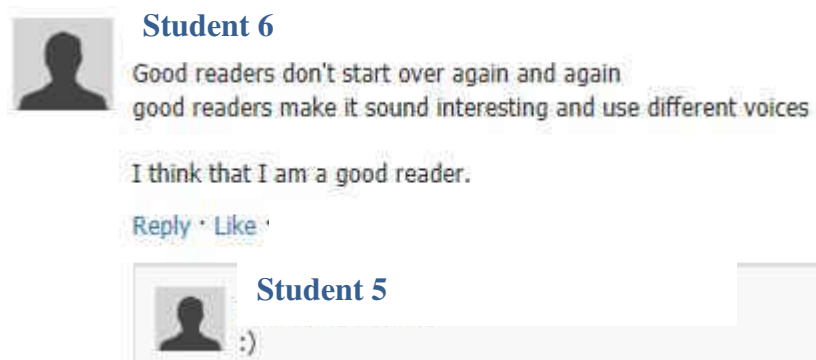 Student 6
Good readers don't start over again and again
good readers make it sound interesting and use different voices
I think that I am a good reader.
Reply · Like ·
Student 5
:)